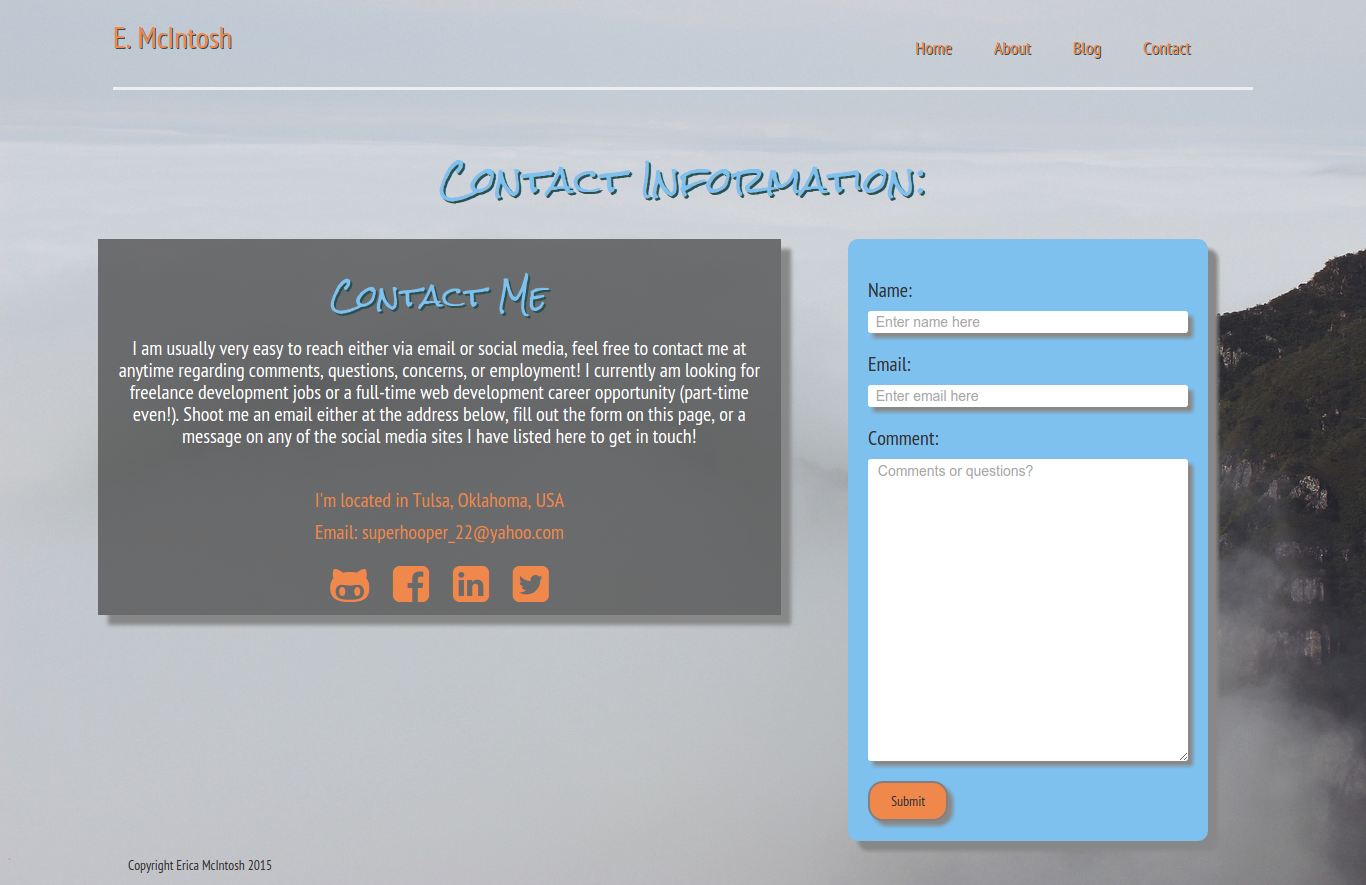 E. McIntosh
Home About Blog Contact
Contact Information:
Contact Me
I am usually very easy to reach either via email or social media, feel free to contact me at
anytime regarding comments, questions, concerns, or employment! I currently am looking for
freelance development jobs or a full-time web development career opportunity (part-time
even!). Shoot me an email either at the address below, fill out the form on this page, or a
message on any of the social media sites I have listed here to get in touch!
I'm located in Tulsa, Oklahoma, USA
Email: superhooper_22@yahoo.com
Name:
Enter name here
Email:
Enter email here
Comment:
Comments or questions?
Submit
Copyright Erica McIntosh 2015